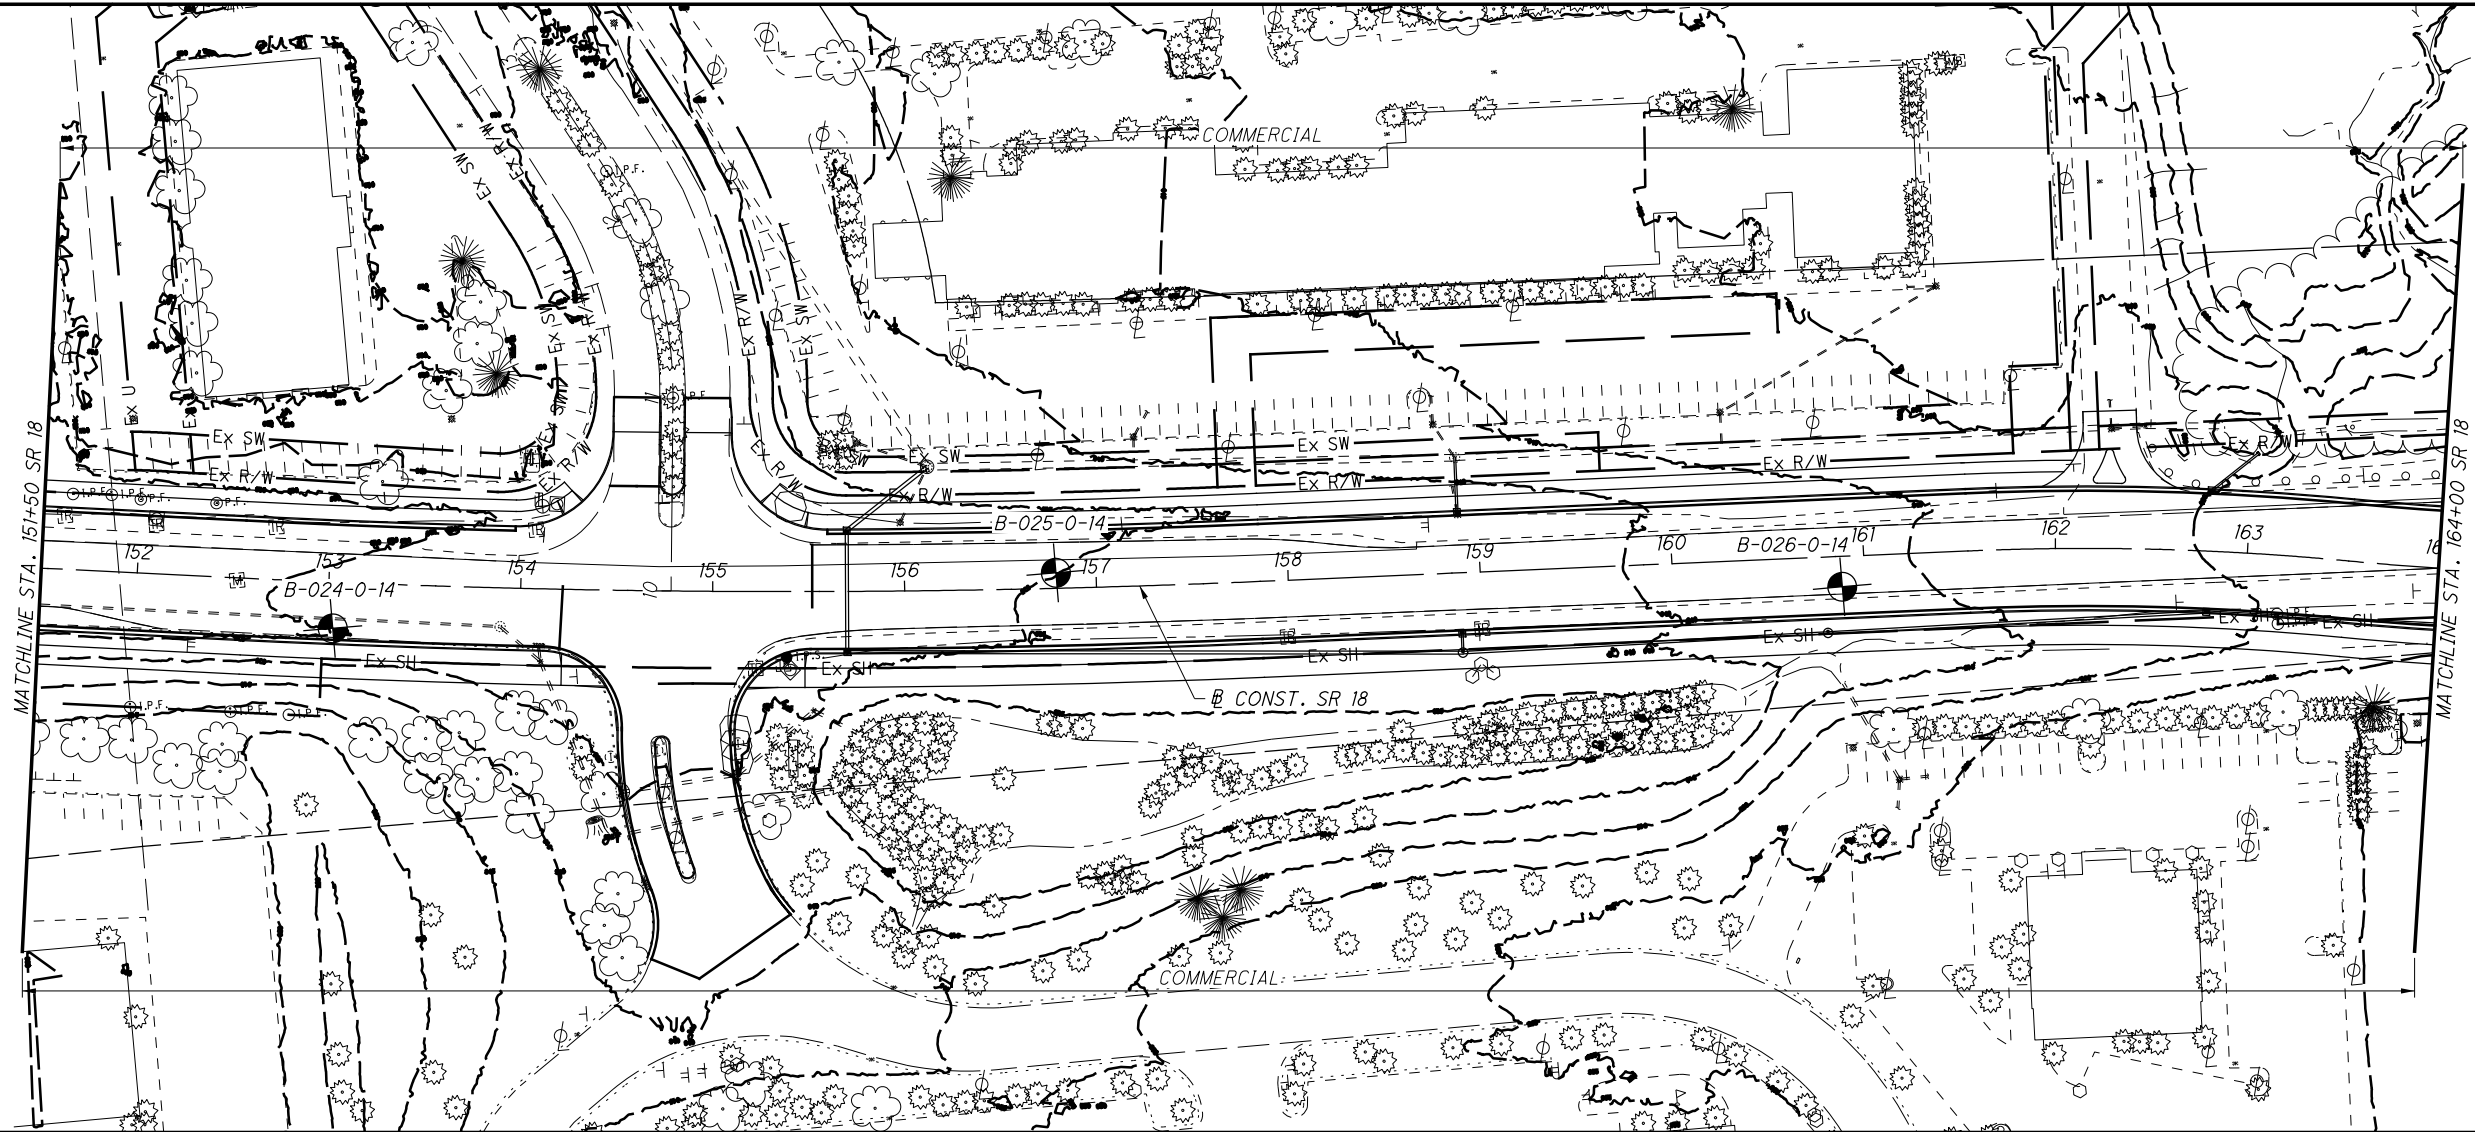 COMMERCIAL
EX R/W
EX SW
I.P.F.
EX SW
EX R/W
EX R/W
EX SW
EX U
EX SW
EX R/W
I.P.F.
I.P.F.
I.P.F.
I.P.F.
EX R/W
EX R/W
EX SW
EX R/W
EX SW
EX R/W
EX R/W
EX R/W
MATCHLINE STA. 151+50 SR 18
MATCHLINE STA. 164+00 SR 18
152
153
154
155
156
157
158
159
160
161
162
163
10
B-024-0-14
B-025-0-14
B-026-0-14
EX SH
EX SH
EX SH
EX SH
EX SH
EX SH
I.P.F.
I.P.S.
I.P.F.
I.P.F.
I.P.F.
℄ CONST. SR 18
COMMERCIAL